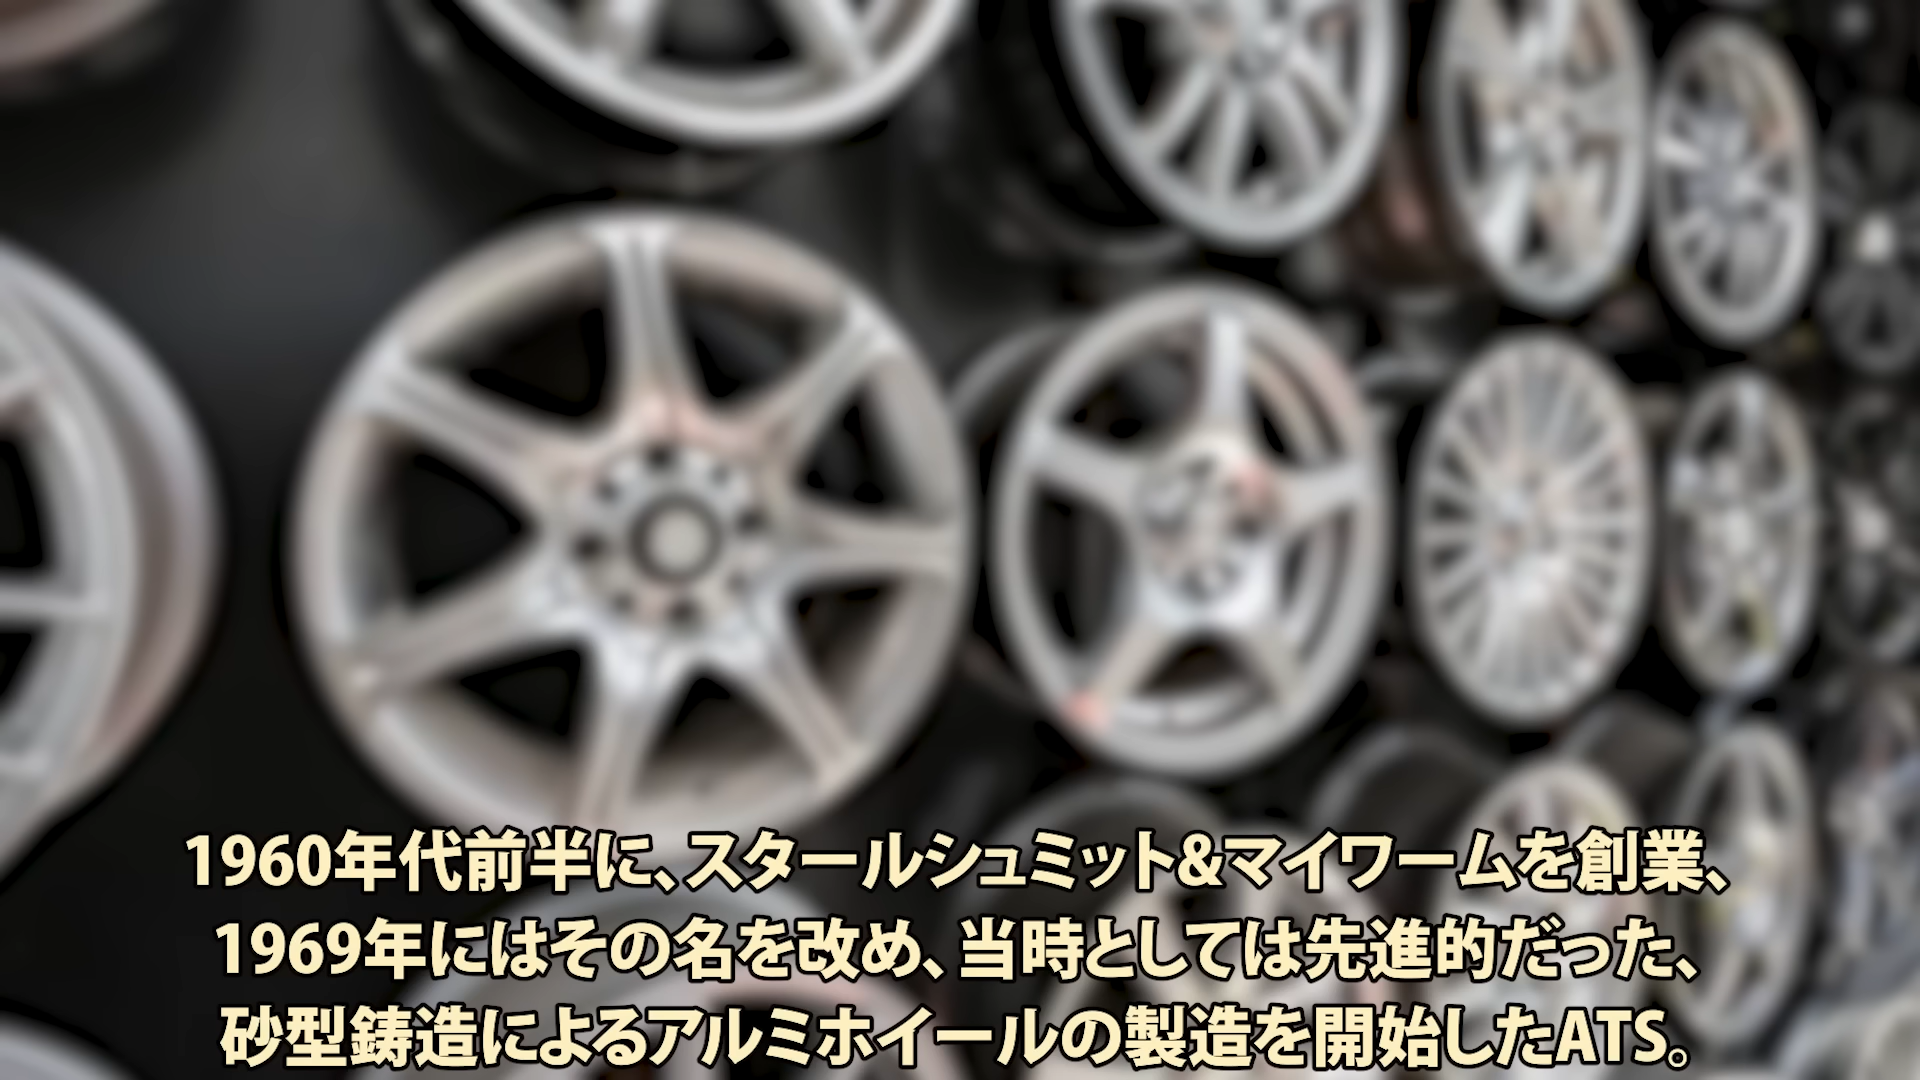 1960年代前半に、スタールシュミット&マイワームを創業、
1969年にはその名を改め、当時としては先進的だった、
砂型鋳造によるアルミホイールの製造を開始したATS。